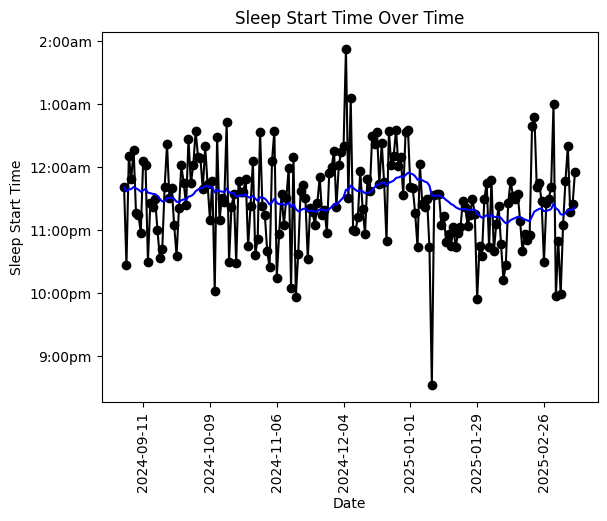 Sleep Start Time Over Time
2:00am
1:00am
12:00am
11:00pm
10:00pm
9:00pm
Sleep Start Time
2024-09-11
2024-10-09
2024-11-06
2024-12-04
2025-01-01
2025-01-29
2025-02-26
Date